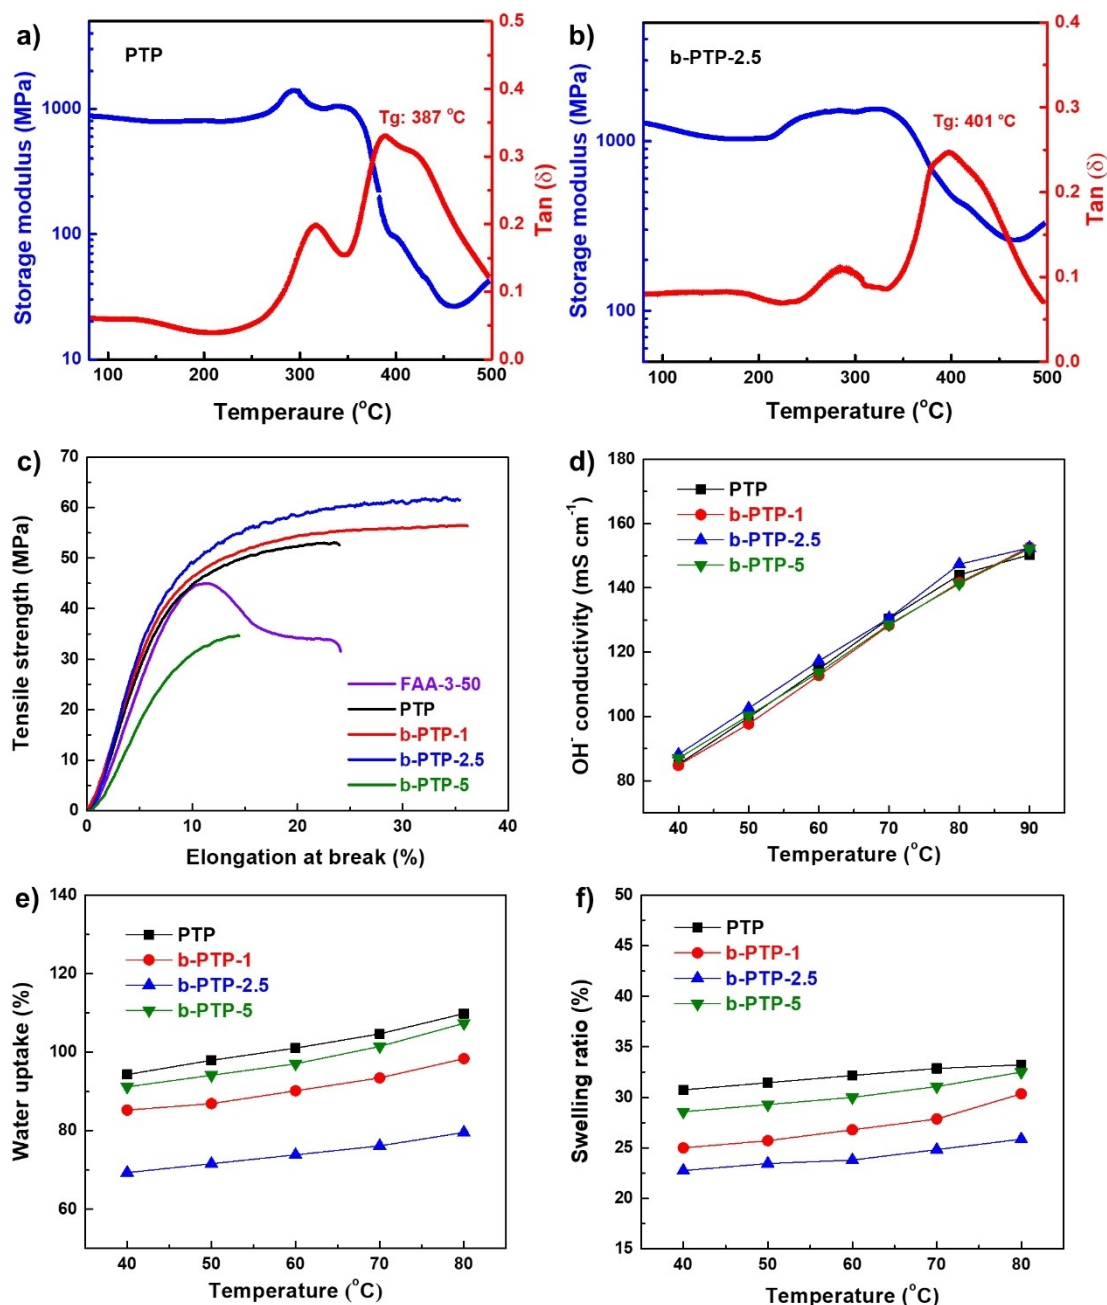 a)
PTP
Tg: 387 °C
Storage modulus (MPa)
1000
100
10
0.5
0.4
0.3
0.2
0.1
0.0
Tan (δ)
100 200 300 400 500
Temperaure (°C)
b)
b-PTP-2.5
Tg: 401 °C
Storage modulus (MPa)
1000
100
0.4
0.3
0.2
0.1
0.0
Tan (δ)
100 200 300 400 500
Temperature (°C)
c)
Tensile strength (MPa)
70
60
50
40
30
20
10
0
FAA-3-50
PTP
b-PTP-1
b-PTP-2.5
b-PTP-5
0 10 20 30 40
Elongation at break (%)
d)
OH⁻ conductivity (mS cm⁻¹)
180
160
140
120
100
80
PTP
b-PTP-1
b-PTP-2.5
b-PTP-5
40 50 60 70 80 90
Temperature (°C)
e)
Water uptake (%)
140
120
100
80
60
PTP
b-PTP-1
b-PTP-2.5
b-PTP-5
40 50 60 70 80
Temperature (°C)
f)
Swelling ratio (%)
50
45
40
35
30
25
20
15
PTP
b-PTP-1
b-PTP-2.5
b-PTP-5
40 50 60 70 80
Temperature (°C)